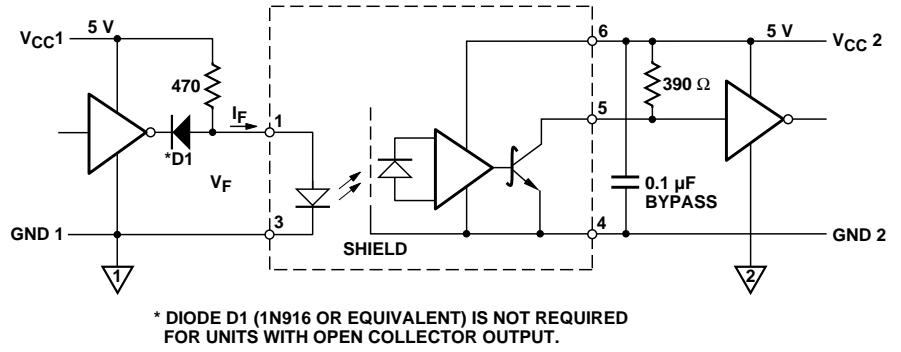 VCC1
5 V
470
IF
1
*D1
VF
GND 1
3
1
SHIELD
6
5
4
5 V
VCC 2
390 Ω
0.1 µF
BYPASS
GND 2
2
* DIODE D1 (1N916 OR EQUIVALENT) IS NOT REQUIRED
FOR UNITS WITH OPEN COLLECTOR OUTPUT.